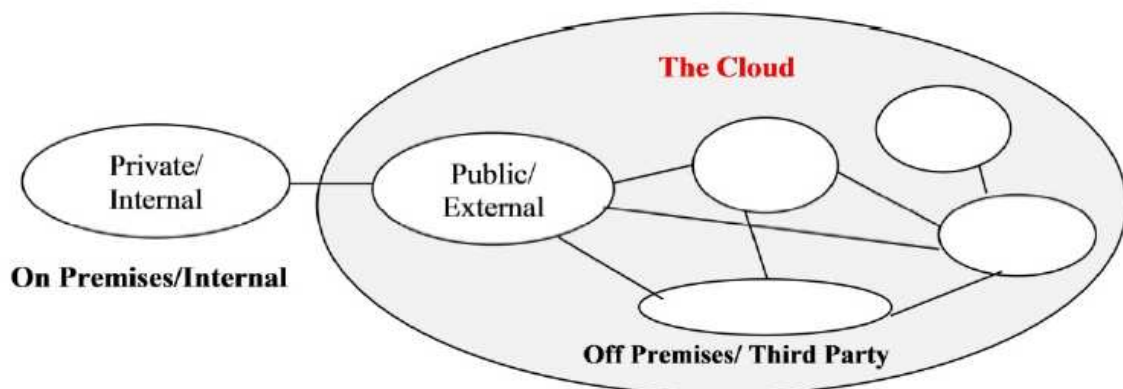 The Cloud
Private/
Internal
Public/
External
On Premises/Internal
Off Premises/ Third Party